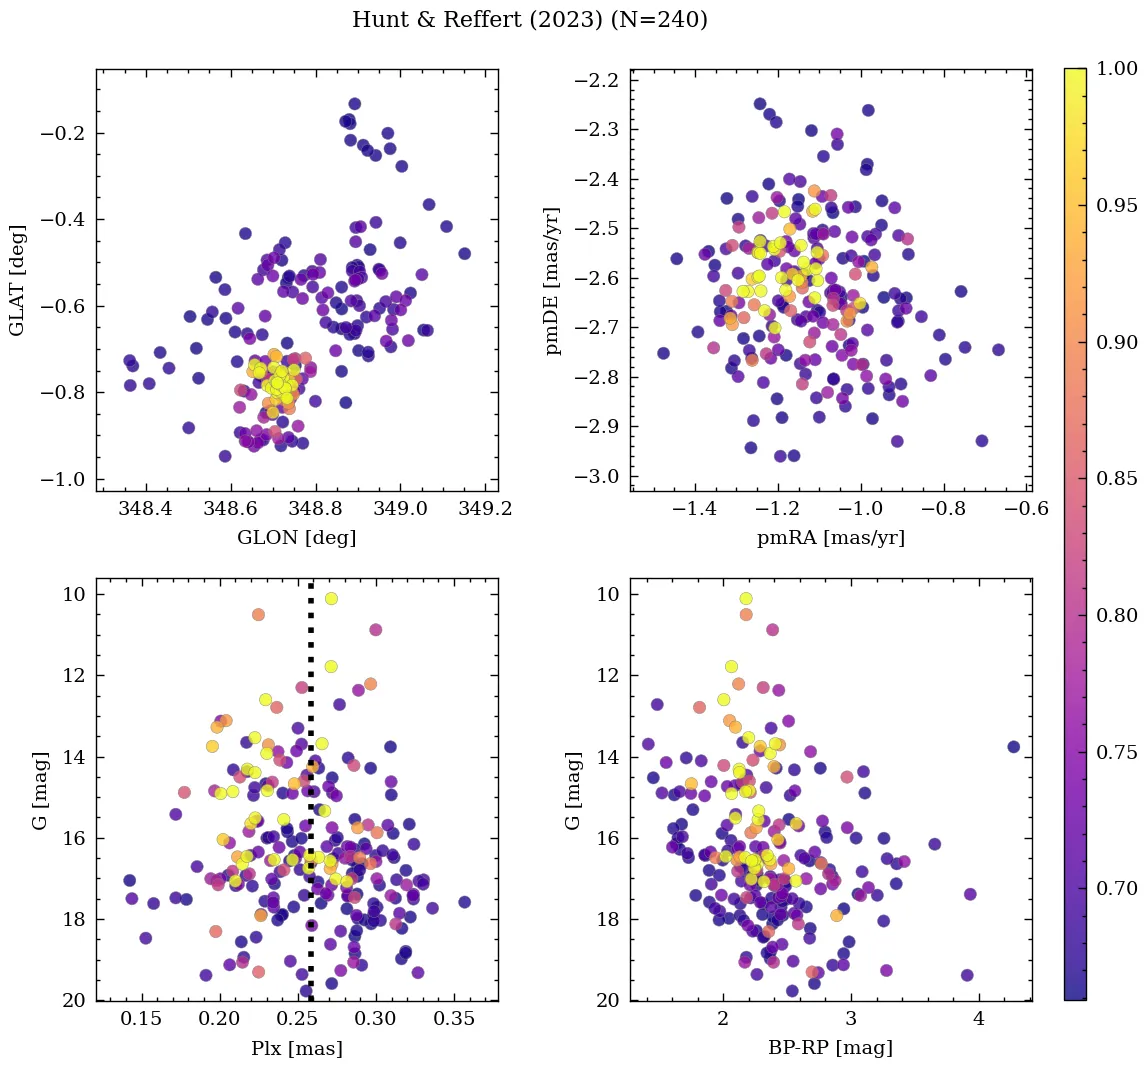 Hunt & Reffert (2023) (N=240)
−0.2
−0.4
−0.6
−0.8
−1.0
GLAT [deg]
348.4 348.6 348.8 349.0 349.2
GLON [deg]
−2.2
−2.3
−2.4
−2.5
−2.6
−2.7
−2.8
−2.9
−3.0
pmDE [mas/yr]
−1.4 −1.2 −1.0 −0.8 −0.6
pmRA [mas/yr]
10
12
14
16
18
20
G [mag]
0.15 0.20 0.25 0.30 0.35
Plx [mas]
10
12
14
16
18
20
G [mag]
2 3 4
BP-RP [mag]
1.00
0.95
0.90
0.85
0.80
0.75
0.70